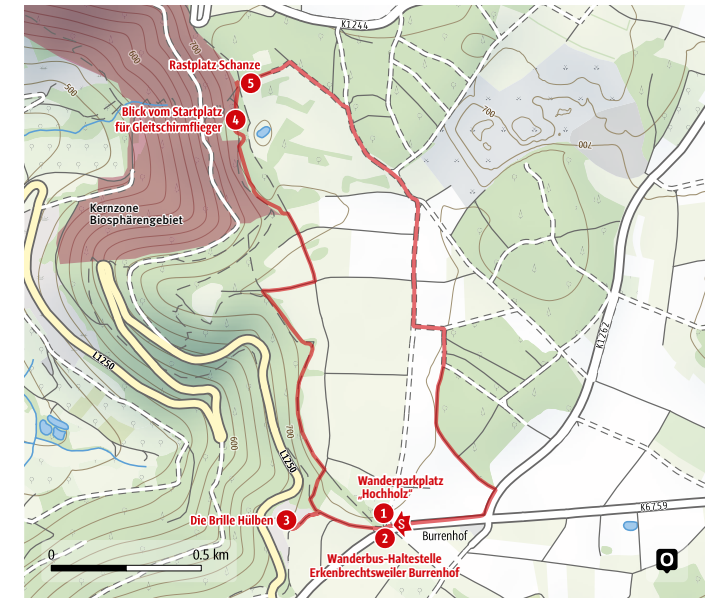 K1244
700
600
Rastplatz Schanze
5
500
Blick vom Startplatz
für Gleitschirmflieger
4
700
700
Kernzone
Biosphärengebiet
K1262
L1250
700
600
L1250
Wanderparkplatz
„Hochholz"
1
S
K6759
Die Brille Hülben
3
2
Burrenhof
Wanderbus-Haltestelle
Erkenbrechtsweiler Burrenhof
0
0.5 km
O